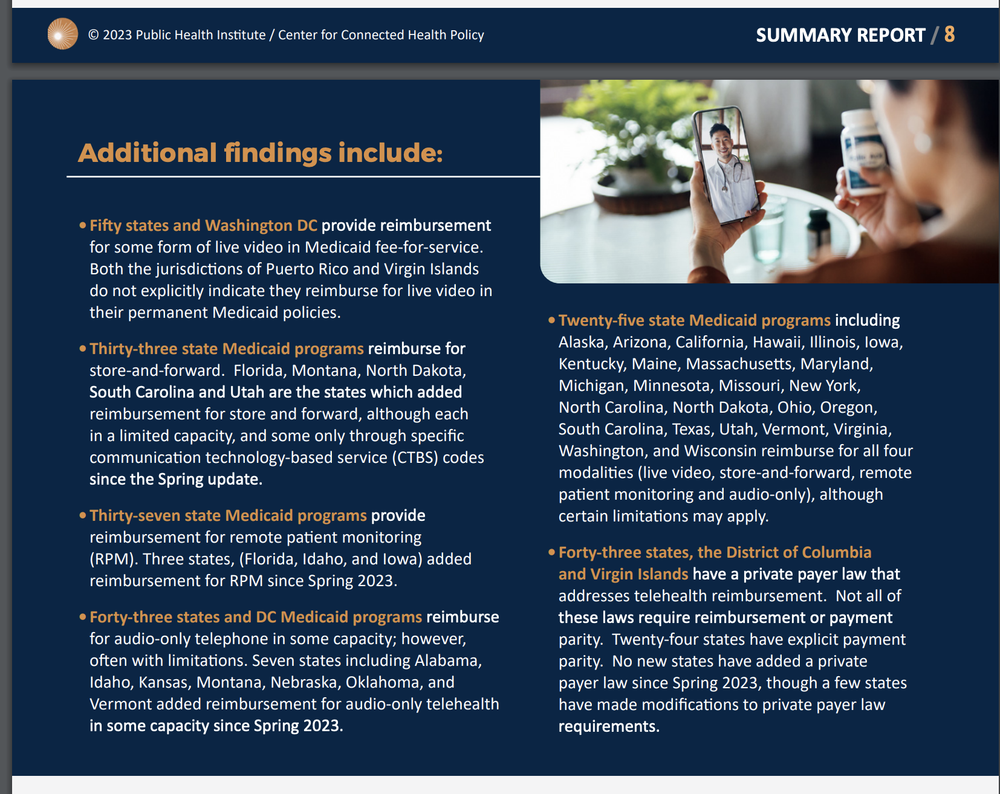 © 2023 Public Health Institute / Center for Connected Health Policy
SUMMARY REPORT / 8
Additional findings include:
• Fifty states and Washington DC provide reimbursement
for some form of live video in Medicaid fee-for-service.
Both the jurisdictions of Puerto Rico and Virgin Islands
do not explicitly indicate they reimburse for live video in
their permanent Medicaid policies.
• Thirty-three state Medicaid programs reimburse for
store-and-forward.  Florida, Montana, North Dakota,
South Carolina and Utah are the states which added
reimbursement for store and forward, although each
in a limited capacity, and some only through specific
communication technology-based service (CTBS) codes
since the Spring update.
• Thirty-seven state Medicaid programs provide
reimbursement for remote patient monitoring
(RPM). Three states, (Florida, Idaho, and Iowa) added
reimbursement for RPM since Spring 2023.
• Forty-three states and DC Medicaid programs reimburse
for audio-only telephone in some capacity; however,
often with limitations. Seven states including Alabama,
Idaho, Kansas, Montana, Nebraska, Oklahoma, and
Vermont added reimbursement for audio-only telehealth
in some capacity since Spring 2023.
• Twenty-five state Medicaid programs including
Alaska, Arizona, California, Hawaii, Illinois, Iowa,
Kentucky, Maine, Massachusetts, Maryland,
Michigan, Minnesota, Missouri, New York,
North Carolina, North Dakota, Ohio, Oregon,
South Carolina, Texas, Utah, Vermont, Virginia,
Washington, and Wisconsin reimburse for all four
modalities (live video, store-and-forward, remote
patient monitoring and audio-only), although
certain limitations may apply.
• Forty-three states, the District of Columbia
and Virgin Islands have a private payer law that
addresses telehealth reimbursement.  Not all of
these laws require reimbursement or payment
parity.  Twenty-four states have explicit payment
parity.  No new states have added a private
payer law since Spring 2023, though a few states
have made modifications to private payer law
requirements.